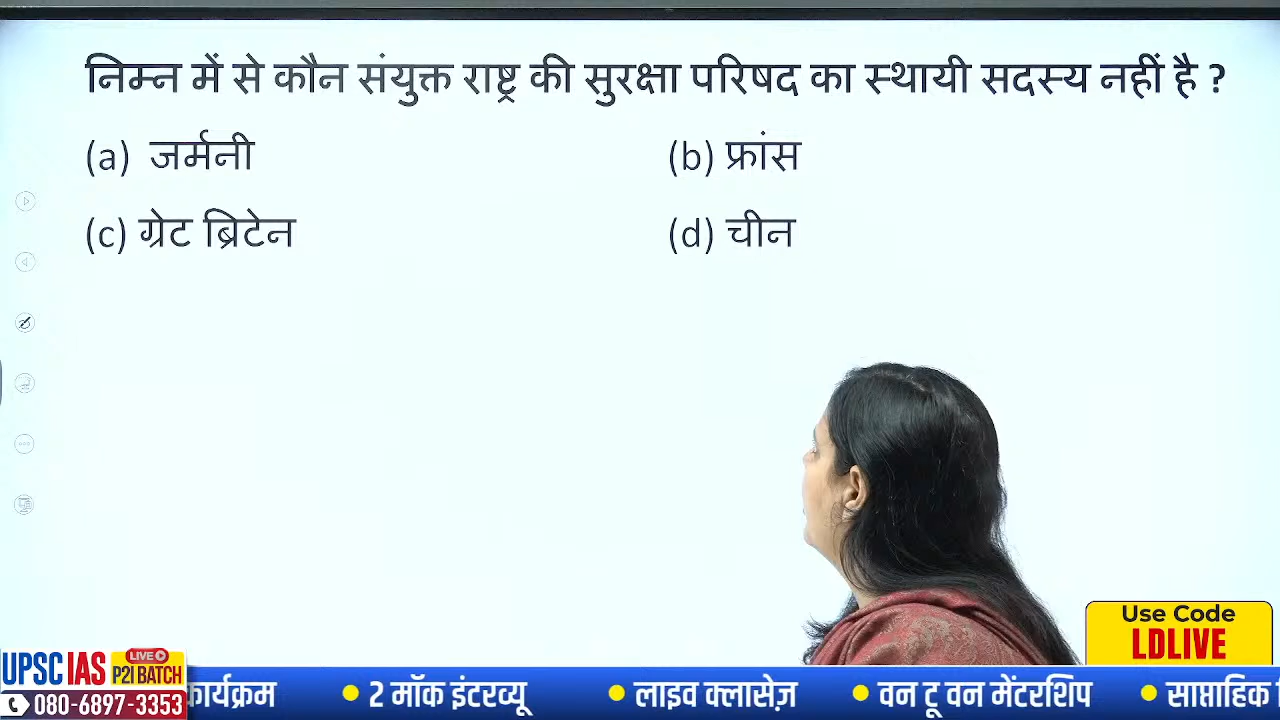 निम्न में से कौन संयुक्त राष्ट्र की सुरक्षा परिषद का स्थायी सदस्य नहीं है ?
(a) जर्मनी (b) फ्रांस
(c) ग्रेट ब्रिटेन (d) चीन
Use Code
LDLIVE
UPSC IAS LIVE P2I BATCH
080-6897-3353
कार्यक्रम • 2 मॉक इंटरव्यू • लाइव क्लासेज़ • वन टू वन मेंटरशिप • साप्ताहिक